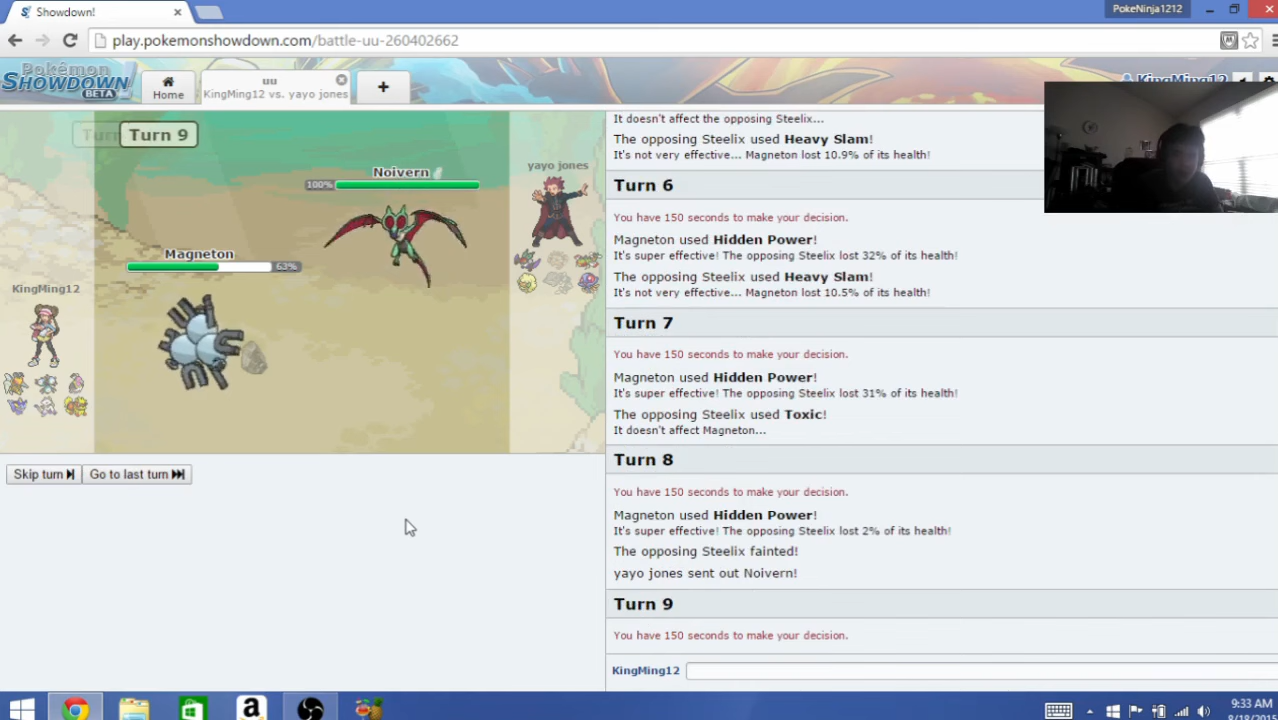 Showdown!
PokeNinja1212
play.pokemonshowdown.com/battle-uu-260402662
Pokémon
SHOWDOWN
BETA
Home
uu
KingMing12 vs. yayo jones
KingMing12
Turn 9
Noivern
100%
yayo jones
Magneton
63%
KingMing12
Skip turn
Go to last turn
It doesn't affect the opposing Steelix...
The opposing Steelix used Heavy Slam!
It's not very effective... Magneton lost 10.9% of its health!
Turn 6
You have 150 seconds to make your decision.
Magneton used Hidden Power!
It's super effective! The opposing Steelix lost 32% of its health!
The opposing Steelix used Heavy Slam!
It's not very effective... Magneton lost 10.5% of its health!
Turn 7
You have 150 seconds to make your decision.
Magneton used Hidden Power!
It's super effective! The opposing Steelix lost 31% of its health!
The opposing Steelix used Toxic!
It doesn't affect Magneton...
Turn 8
You have 150 seconds to make your decision.
Magneton used Hidden Power!
It's super effective! The opposing Steelix lost 2% of its health!
The opposing Steelix fainted!
yayo jones sent out Noivern!
Turn 9
You have 150 seconds to make your decision.
KingMing12
9:33 AM